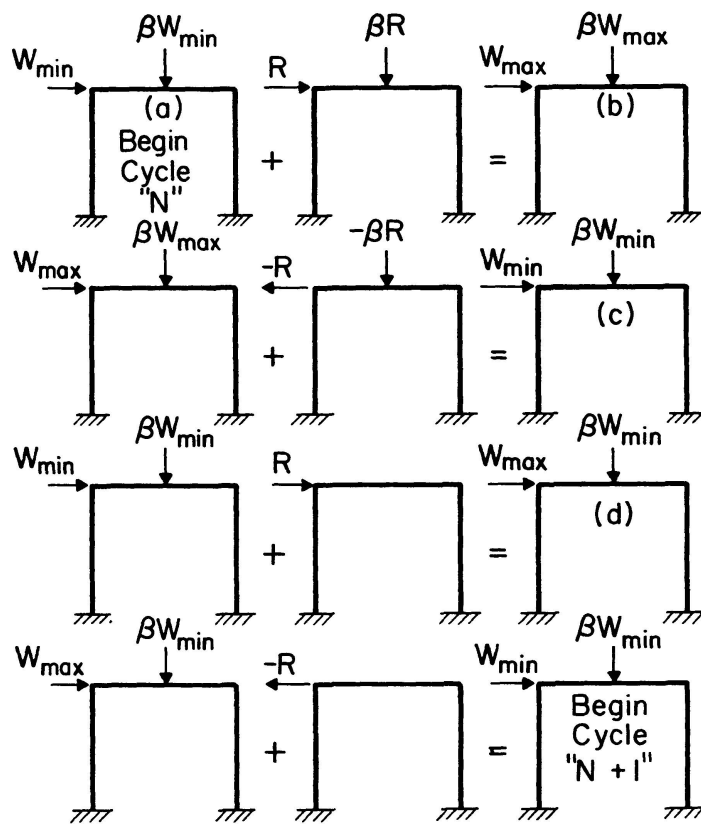 βWmin
βR
βWmax
Wmin
R
Wmax
(a)
(b)
Begin
Cycle
"N"
+
=
βWmax
-βR
βWmin
Wmax
-R
Wmin
(c)
+
=
βWmin
βWmin
Wmin
R
Wmax
(d)
+
=
βWmin
βWmin
Wmax
-R
Wmin
Begin
Cycle
"N + 1"
+
=